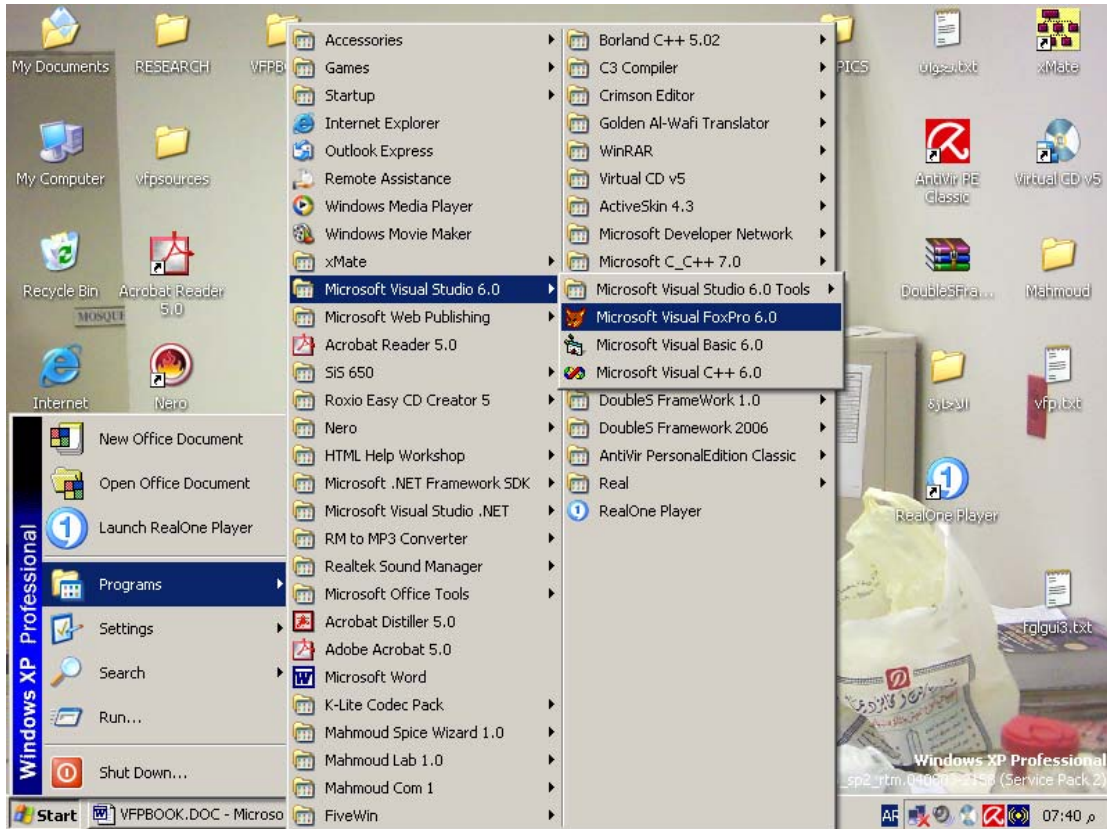 My Documents
RESEARCH
PICS
xMate
My Computer
vfpsources
AntiVir PE
Classic
Virtual CD v5
Recycle Bin
Acrobat Reader
5.0
MOSQUE
DoubleSFra...
Mahmoud
Internet
Nero
الاجازة
vfp.txt
RealOne Player
fglgui3.txt
Accessories
Games
Startup
Internet Explorer
Outlook Express
Remote Assistance
Windows Media Player
Windows Movie Maker
xMate
Microsoft Visual Studio 6.0
Microsoft Web Publishing
Acrobat Reader 5.0
SiS 650
Roxio Easy CD Creator 5
Nero
HTML Help Workshop
Microsoft .NET Framework SDK
Microsoft Visual Studio .NET
RM to MP3 Converter
Realtek Sound Manager
Microsoft Office Tools
Acrobat Distiller 5.0
Adobe Acrobat 5.0
Microsoft Word
K-Lite Codec Pack
Mahmoud Spice Wizard 1.0
Mahmoud Lab 1.0
Mahmoud Com 1
FiveWin
Borland C++ 5.02
C3 Compiler
Crimson Editor
Golden Al-Wafi Translator
WinRAR
Virtual CD v5
ActiveSkin 4.3
Microsoft Developer Network
Microsoft C_C++ 7.0
Microsoft Visual Studio 6.0 Tools
Microsoft Visual FoxPro 6.0
Microsoft Visual Basic 6.0
Microsoft Visual C++ 6.0
DoubleS FrameWork 1.0
DoubleS Framework 2006
AntiVir PersonalEdition Classic
Real
RealOne Player
New Office Document
Open Office Document
Launch RealOne Player
Programs
Settings
Search
Run...
Shut Down...
Windows XP Professional
Windows XP Professional
(Service Pack 2)
Start
VFPBOOK.DOC - Microso
AR
07:40 م